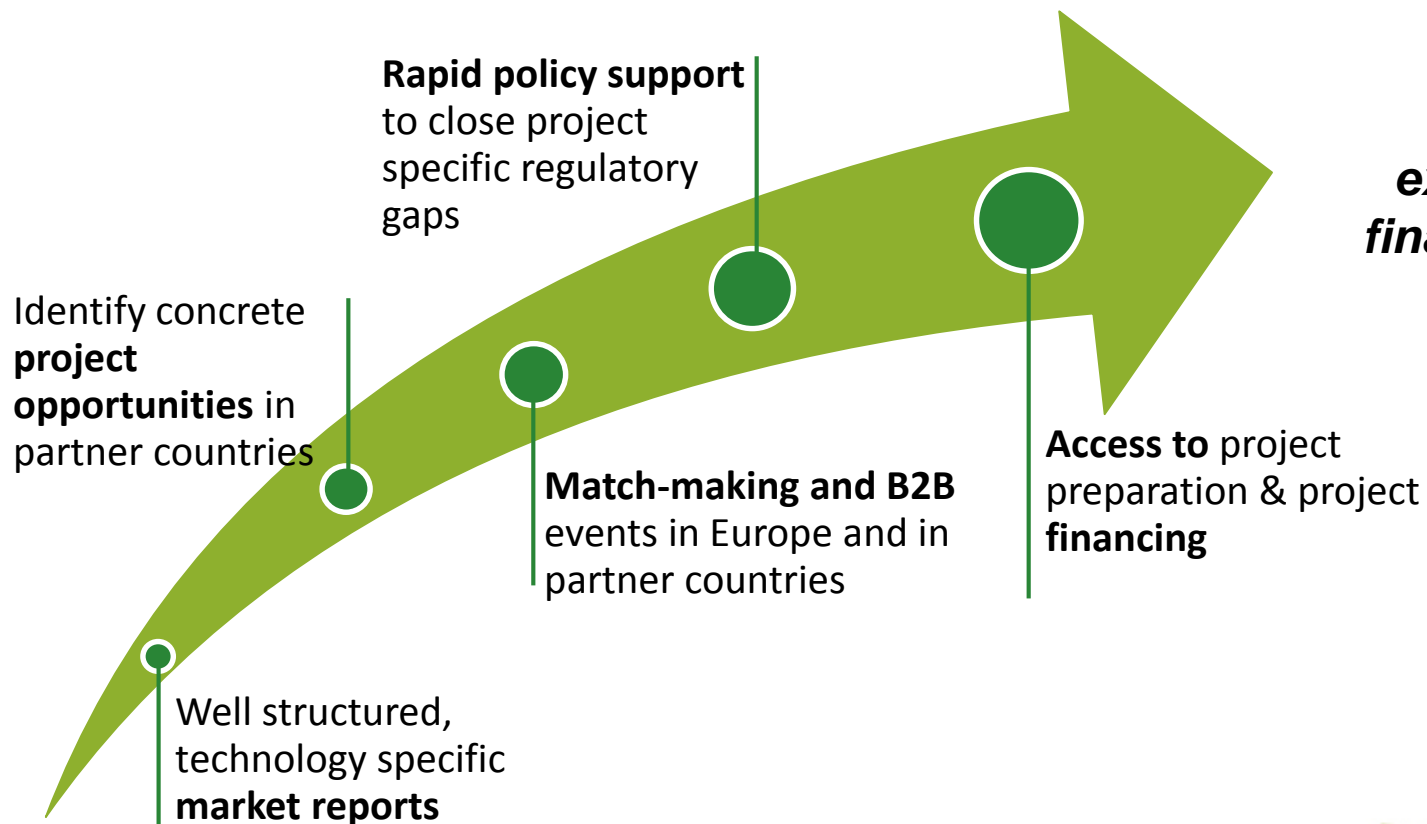 Rapid policy support
to close project
specific regulatory
gaps
Identify concrete
project
opportunities in
partner countries
Match-making and B2B
events in Europe and in
partner countries
Access to project
preparation & project
financing
Well structured,
technology specific
market reports